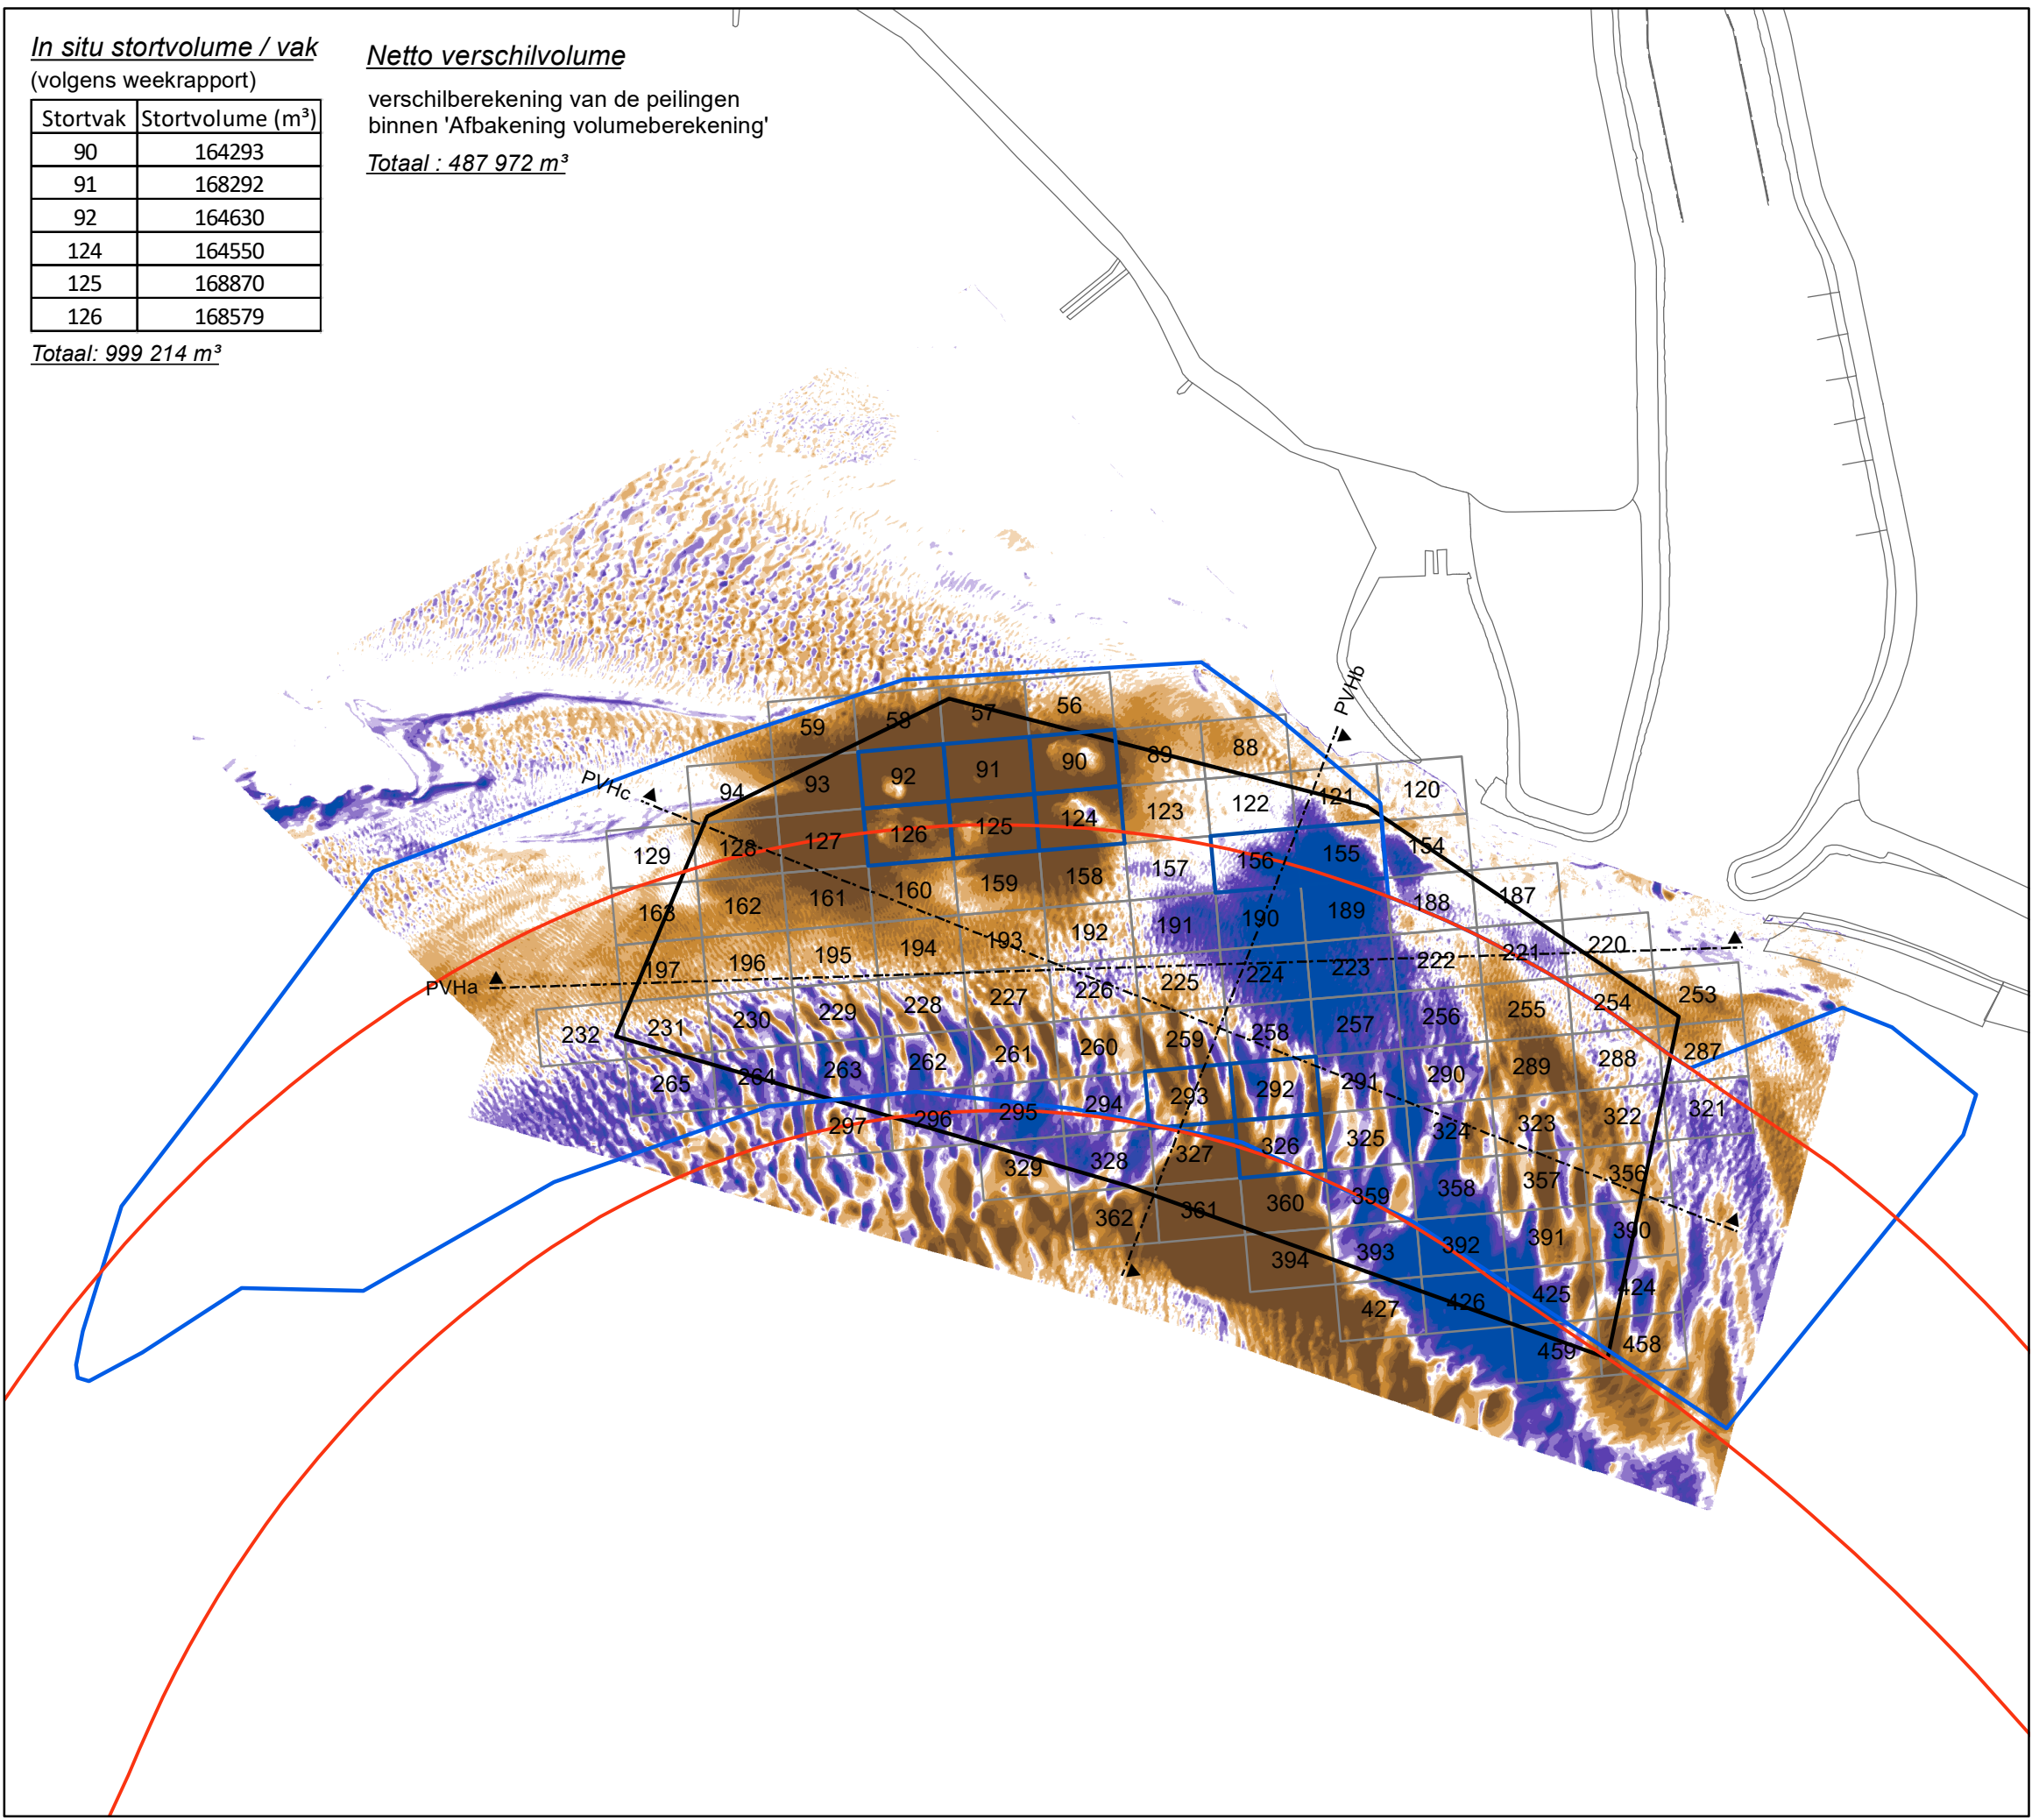 In situ stortvolume / vak
(volgens weekrapport)
Stortvak Stortvolume (m³)
90 164293
91 168292
92 164630
124 164550
125 168870
126 168579
Totaal: 999 214 m³
Netto verschilvolume
verschilberekening van de peilingen
binnen 'Afbakening volumeberekening'
Totaal : 487 972 m³
PVHb
PVHc
PVHa
59 58 57 56
94 93 92 91 90 89 88
129 128 127 126 125 124 123 122 121 120
163 162 161 160 159 158 157 156 155 154
197 196 195 194 193 192 191 190 189 188 187
232 231 230 229 228 227 226 225 224 223 222 221 220
265 264 263 262 261 260 259 258 257 256 255 254 253
297 296 295 294 293 292 291 290 289 288 287
329 328 327 326 325 324 323 322 321
362 361 360 359 358 357 356
394 393 392 391 390
427 426 425 424
459 458